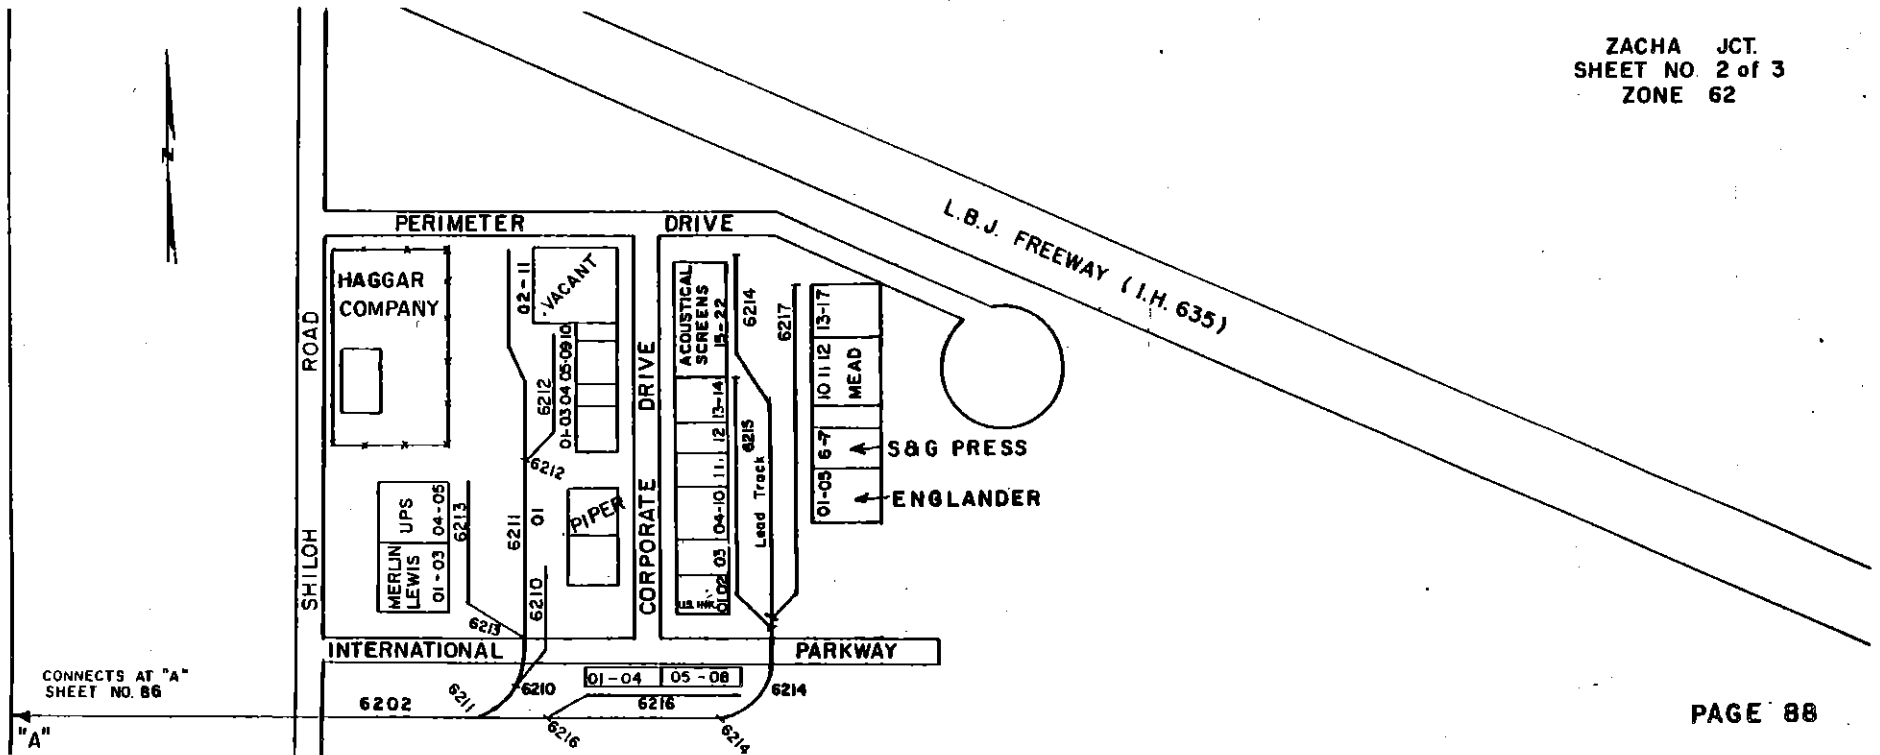 ZACHA JCT.
SHEET NO. 2 of 3
ZONE 62
N
L.B.J. FREEWAY (I.H. 635)
PERIMETER DRIVE
HAGGAR
COMPANY
02-11
VACANT
ACOUSTICAL
SCREENS
15-22
6214
6217
13-17
10 11 12
MEAD
6-7
S&G PRESS
01-05
ENGLANDER
SHILOH ROAD
6212
01-03 04 05-09 10
6212
CORPORATE DRIVE
13-14
12
11
04-10
03
01-02
6215
Lead Track
UPS
04-05
MERLIN
LEWIS
01-03
6213
6213
6211
01
6210
PIPER
INTERNATIONAL PARKWAY
01-04
05-08
CONNECTS AT "A"
SHEET NO. 86
"A"
6202
6211
6210
6216
6216
6214
6214
PAGE 88